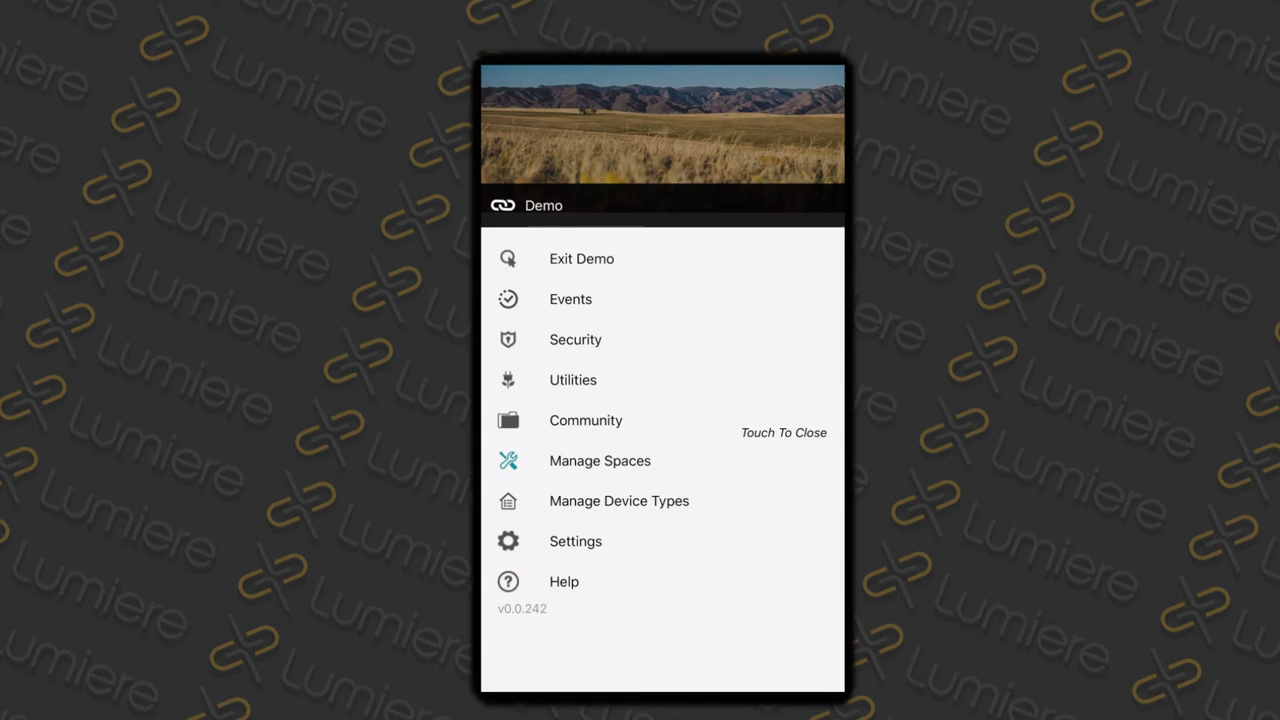 Demo
Exit Demo
Events
Security
Utilities
Community
Touch To Close
Manage Spaces
Manage Device Types
Settings
Help
v0.0.242
Lumiere